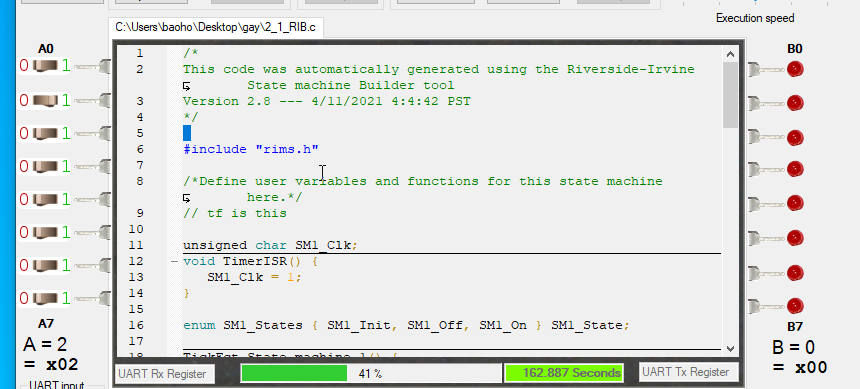 Execution speed
C:\Users\baoho\Desktop\gay\2_1_RIB.c
A0
B0
0 1
0 1
0 1
0 1
0 1
0 1
0 1
0 1
1 /*
2 This code was automatically generated using the Riverside-Irvine
State machine Builder tool
3 Version 2.8 --- 4/11/2021 4:4:42 PST
4 */
5
6 #include "rims.h"
7
8 /*Define user variables and functions for this state machine
here.*/
9 // tf is this
10
11 unsigned char SM1_Clk;
12 void TimerISR() {
13 SM1_Clk = 1;
14 }
15
16 enum SM1_States { SM1_Init, SM1_Off, SM1_On } SM1_State;
17
18 TickFct_State_machine_1() {
A7
A = 2
= x02
B7
B = 0
= x00
UART Rx Register
41 %
162.887 Seconds
UART Tx Register
UART input